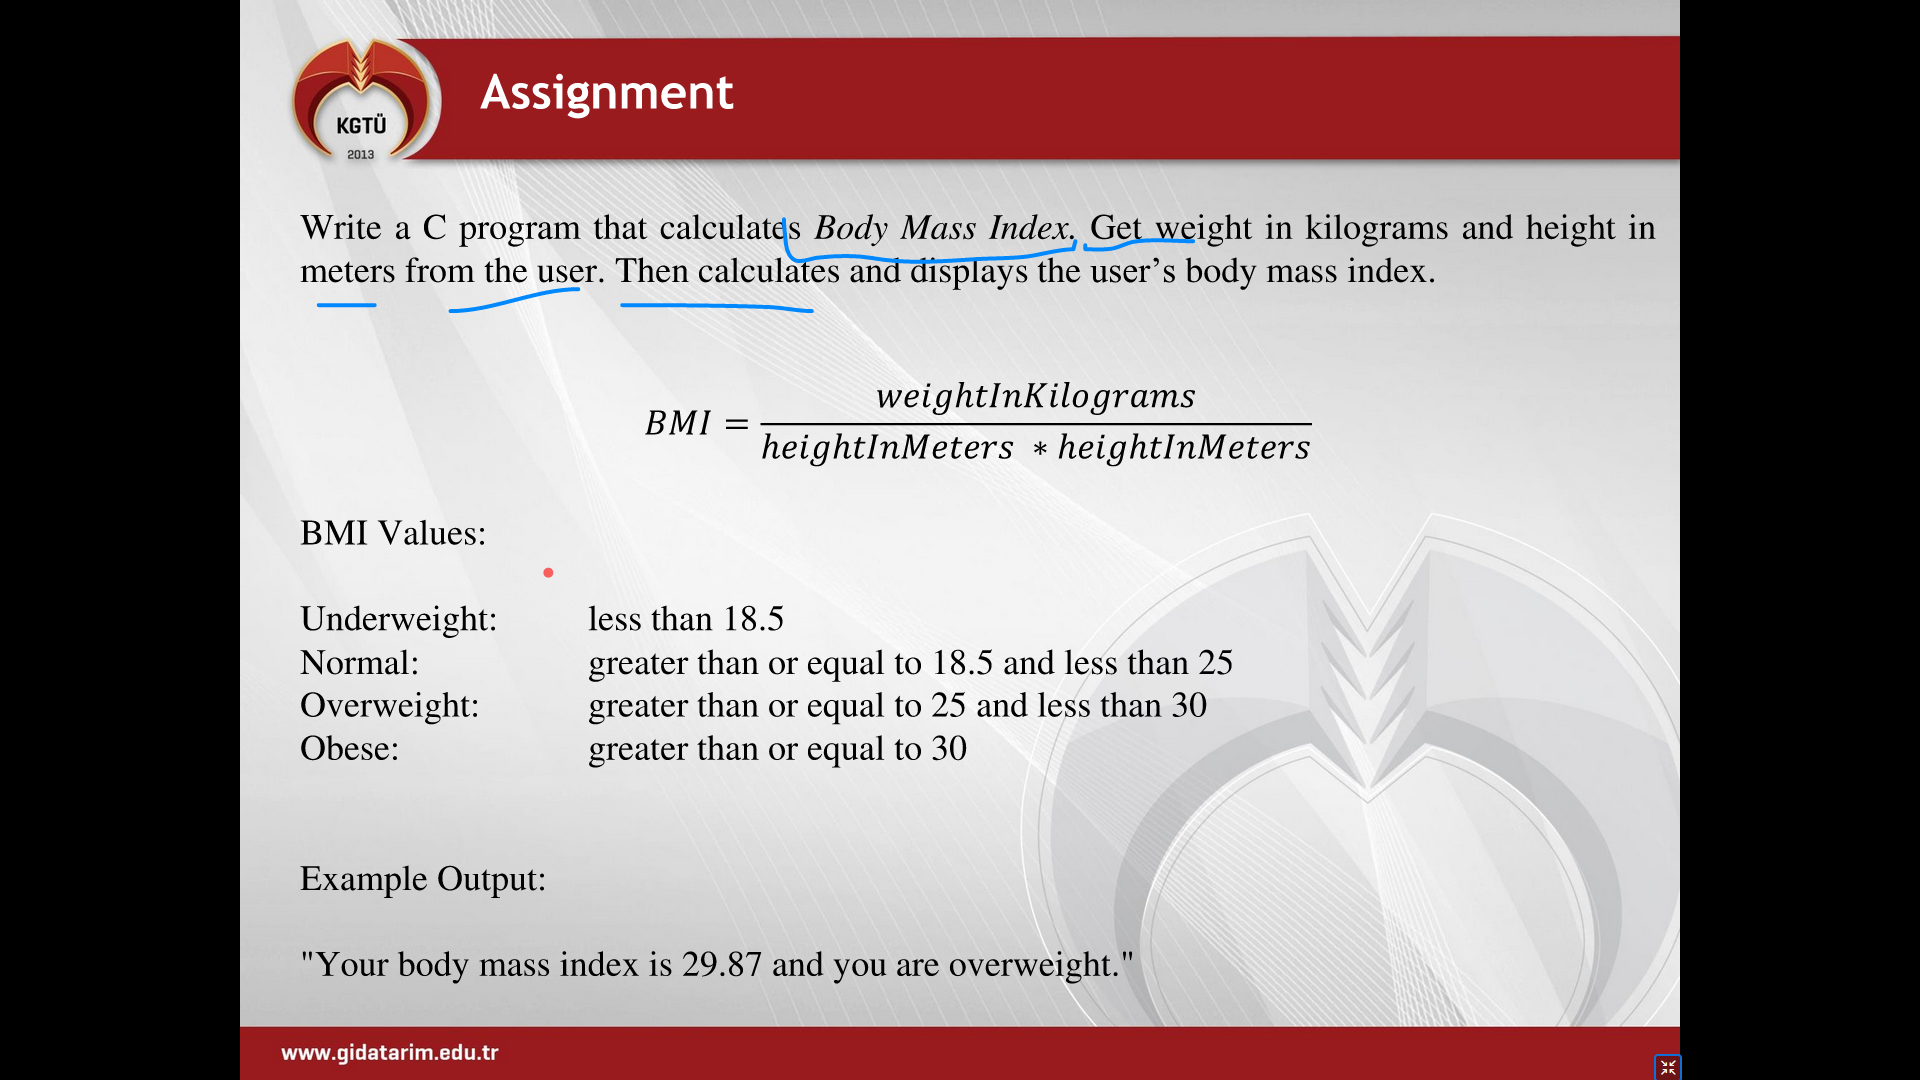 KGTÜ
2013
Assignment
Write a C program that calculates Body Mass Index. Get weight in kilograms and height in
meters from the user. Then calculates and displays the user’s body mass index.
BMI = weightInKilograms
heightInMeters * heightInMeters
BMI Values:
Underweight: less than 18.5
Normal: greater than or equal to 18.5 and less than 25
Overweight: greater than or equal to 25 and less than 30
Obese: greater than or equal to 30
Example Output:
"Your body mass index is 29.87 and you are overweight."
www.gidatarim.edu.tr